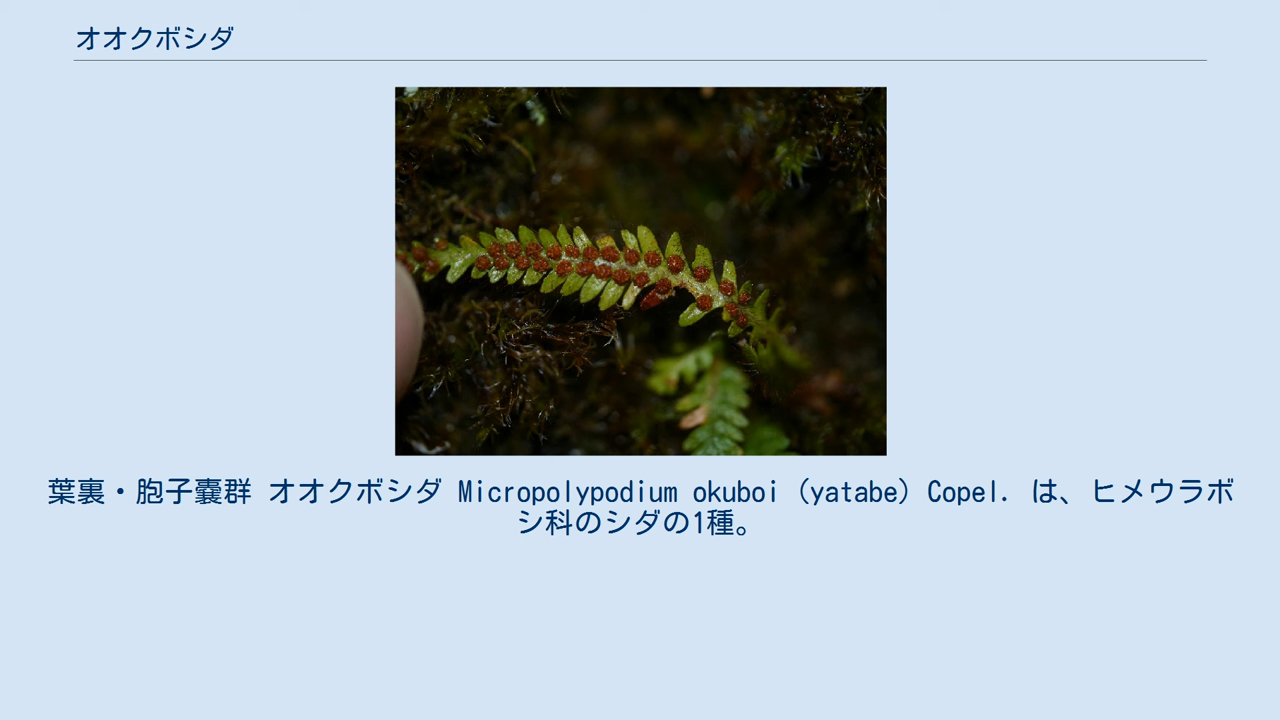 オオクボシダ
葉裏・胞子嚢群 オオクボシダ Micropolypodium okuboi (yatabe) Copel. は、ヒメウラボ
シ科のシダの1種。